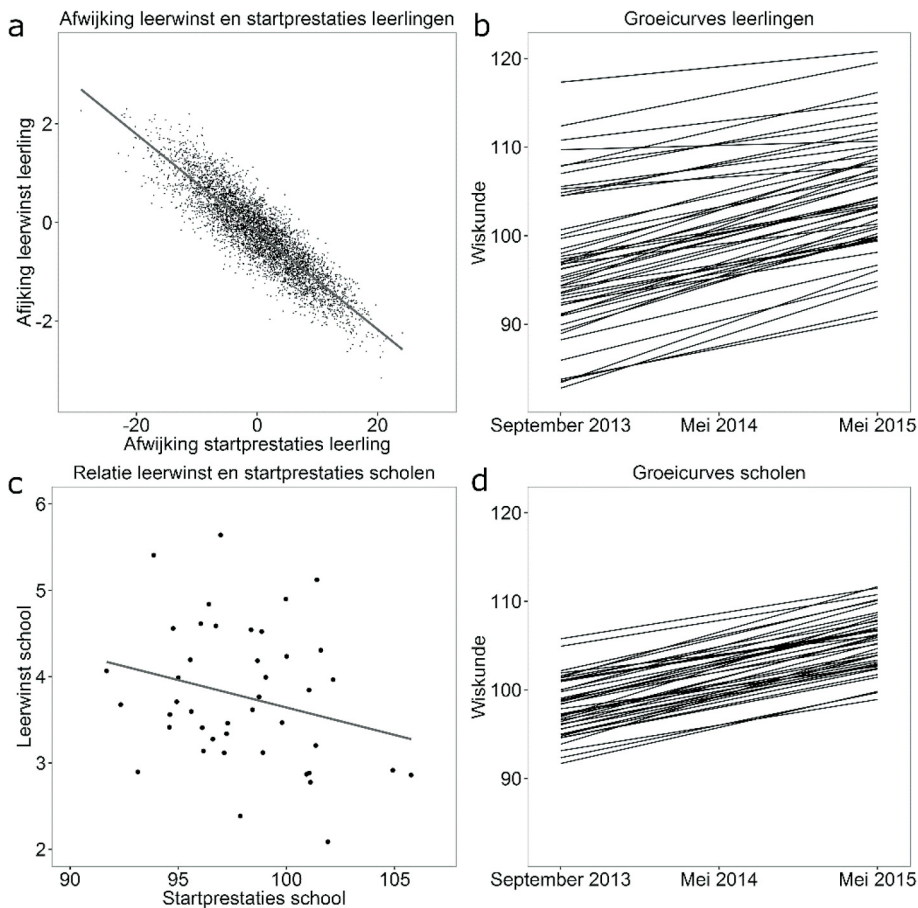 a
Afwijking leerwinst en startprestaties leerlingen
Afijking leerwinst leerling
2
0
-2
-20
0
20
Afwijking startprestaties leerling
b
Groeicurves leerlingen
Wiskunde
120
110
100
90
September 2013
Mei 2014
Mei 2015
c
Relatie leerwinst en startprestaties scholen
Leerwinst school
6
5
4
3
2
90
95
100
105
Startprestaties school
d
Groeicurves scholen
Wiskunde
120
110
100
90
September 2013
Mei 2014
Mei 2015